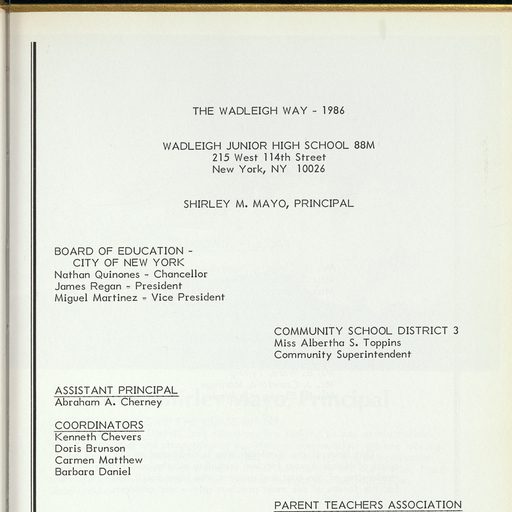 THE WADLEIGH WAY - 1986
WADLEIGH JUNIOR HIGH SCHOOL 88M
215 West 114th Street
New York, NY 10026
SHIRLEY M. MAYO, PRINCIPAL
BOARD OF EDUCATION -
CITY OF NEW YORK
Nathan Quinones - Chancellor
James Regan - President
Miguel Martinez - Vice President
COMMUNITY SCHOOL DISTRICT 3
Miss Albertha S. Toppins
Community Superintendent
ASSISTANT PRINCIPAL
Abraham A. Cherney
COORDINATORS
Kenneth Chevers
Doris Brunson
Carmen Matthew
Barbara Daniel
PARENT TEACHERS ASSOCIATION